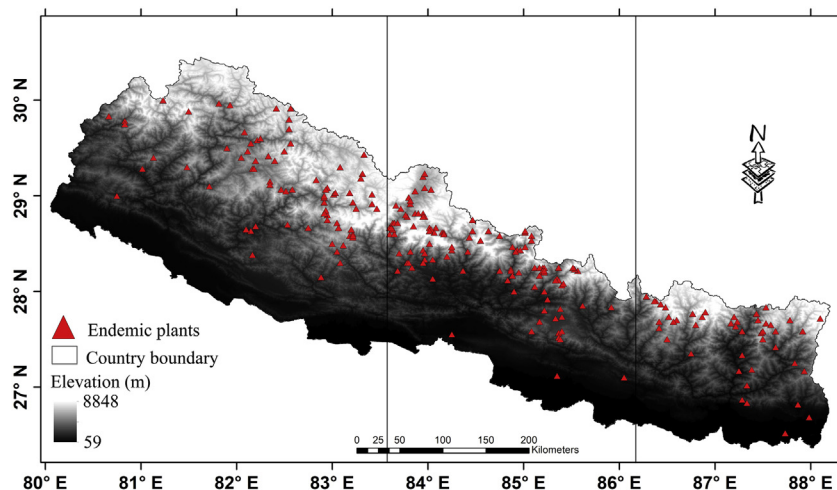 30° N
29° N
28° N
27° N
N
Endemic plants
Country boundary
Elevation (m)
8848
59
0 25 50 100 150 200
Kilometers
80° E 81° E 82° E 83° E 84° E 85° E 86° E 87° E 88° E